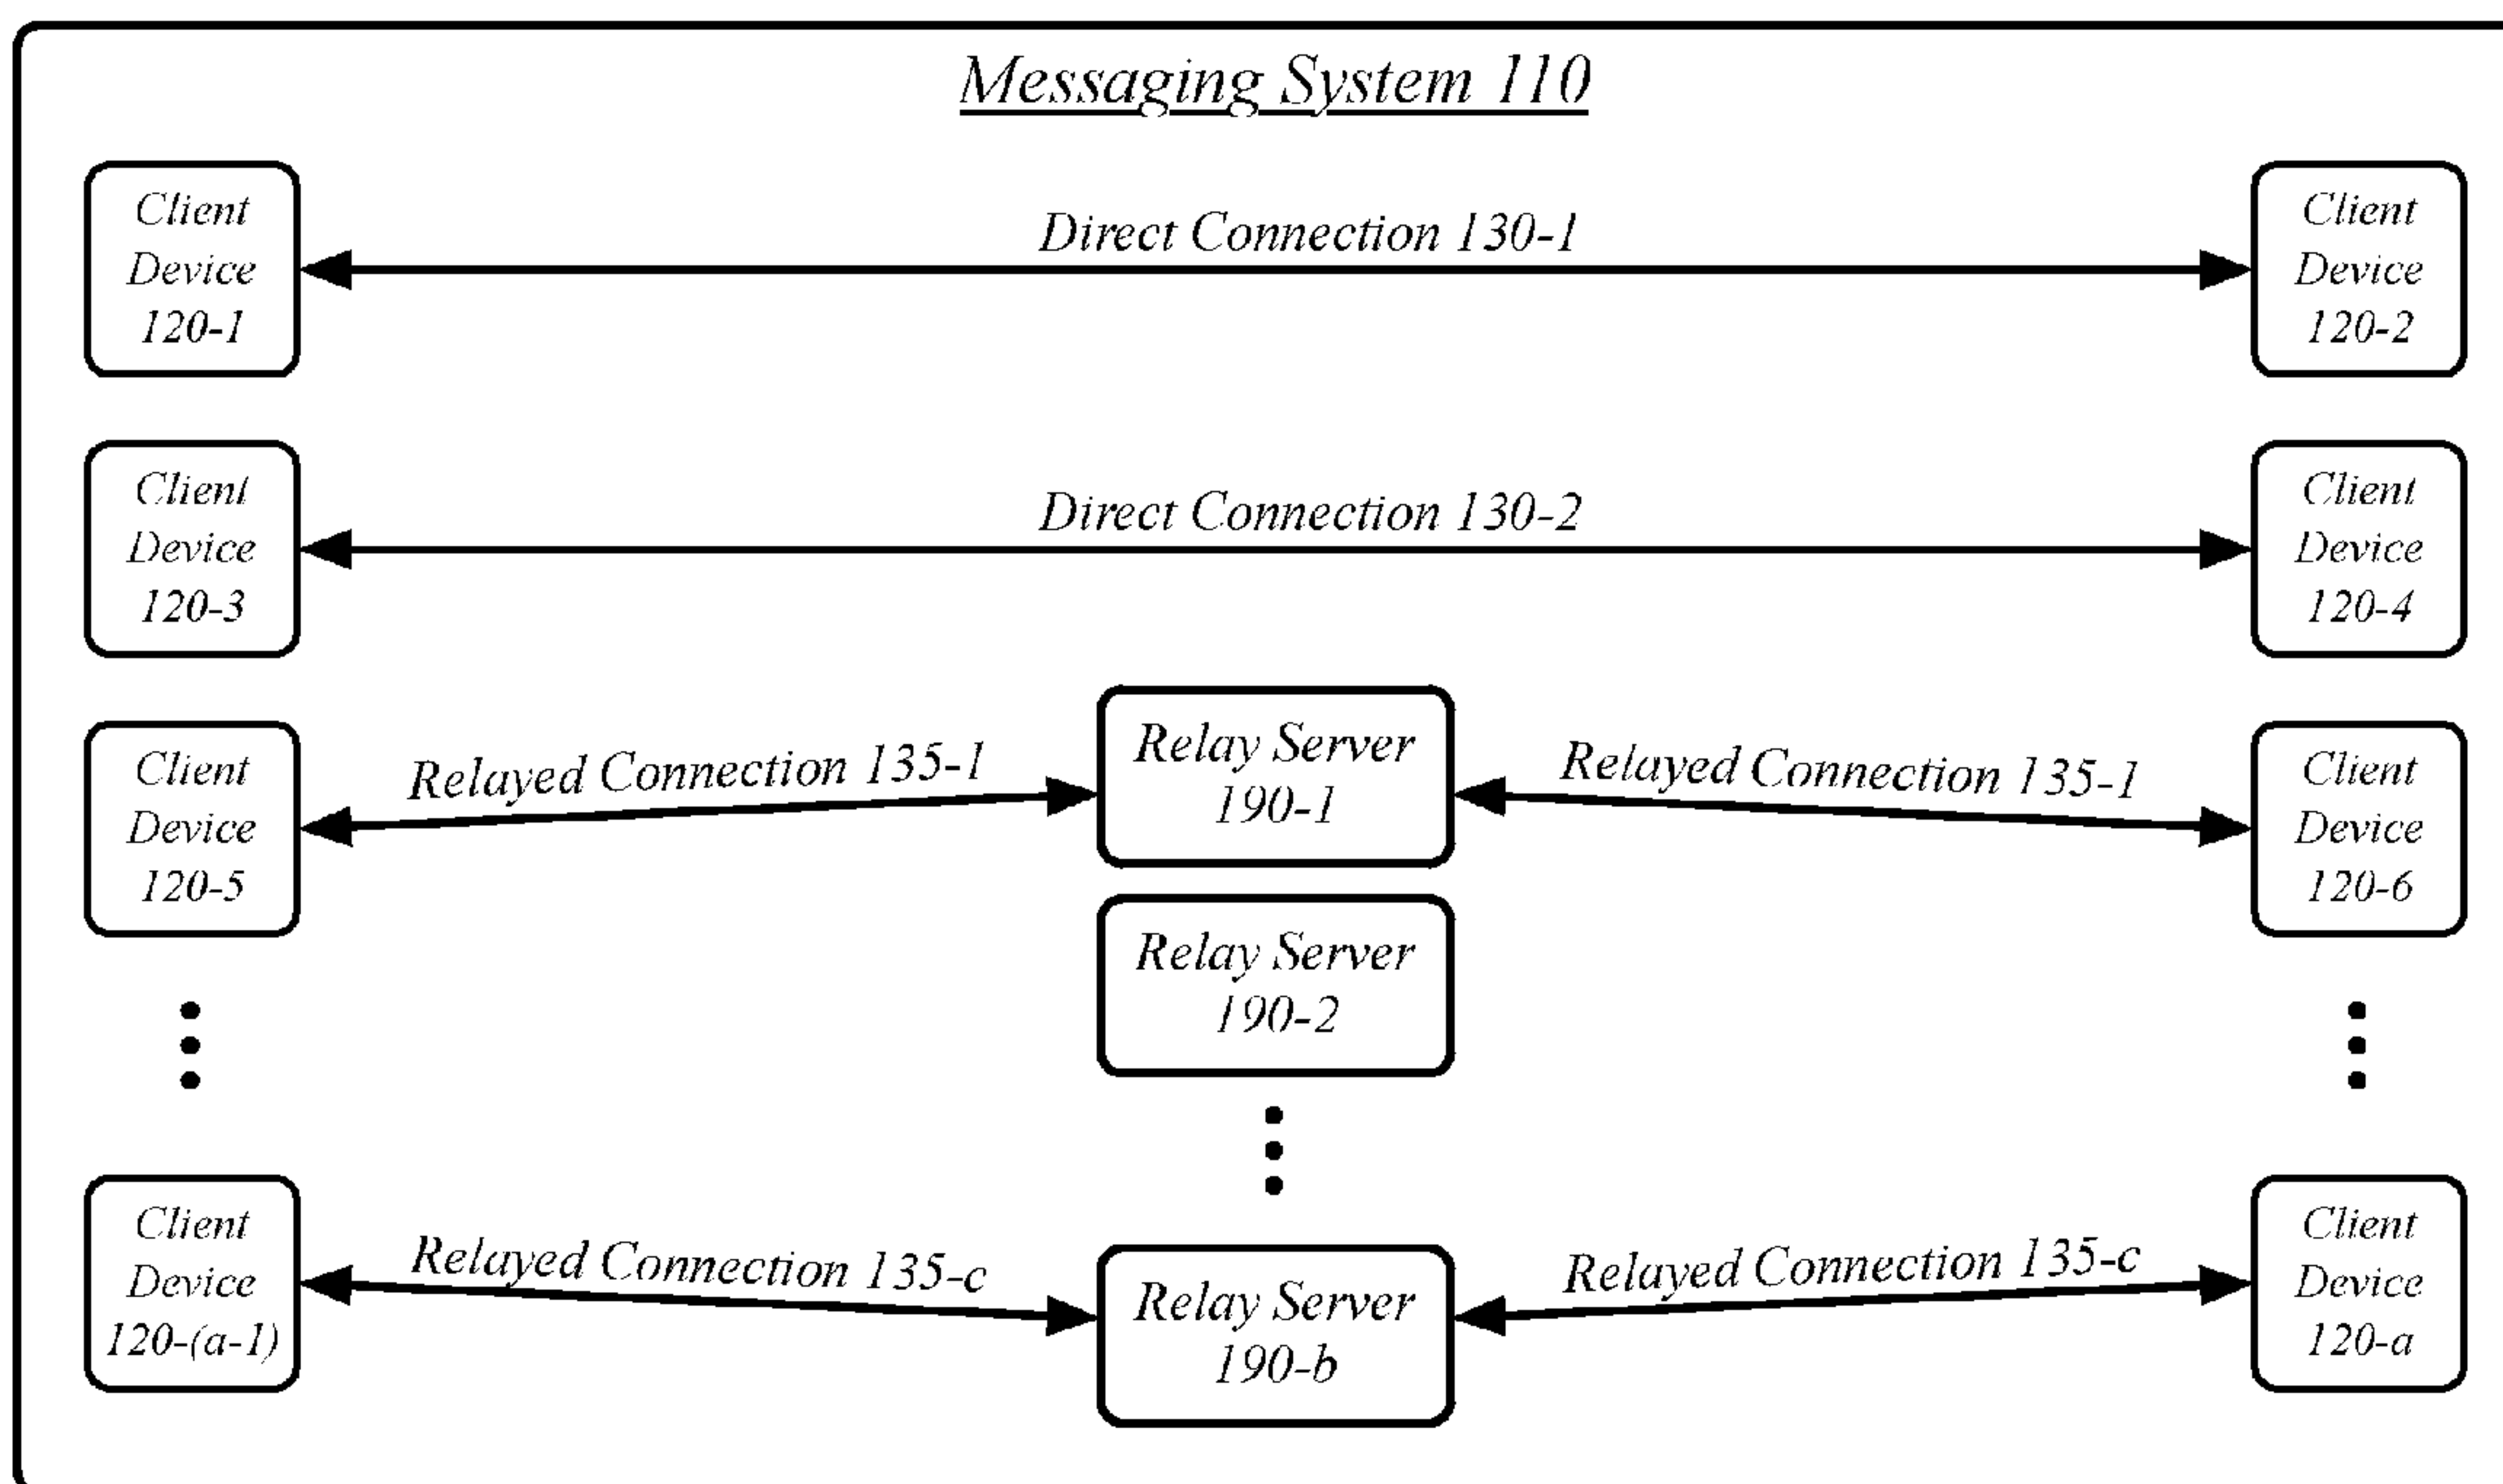 Messaging System 110
Client
Device
120-1
Direct Connection 130-1
Client
Device
120-2
Client
Device
120-3
Direct Connection 130-2
Client
Device
120-4
Client
Device
120-5
Relayed Connection 135-1
Relay Server
190-1
Relayed Connection 135-1
Client
Device
120-6
Relay Server
190-2
Client
Device
120-(a-1)
Relayed Connection 135-c
Relay Server
190-b
Relayed Connection 135-c
Client
Device
120-a